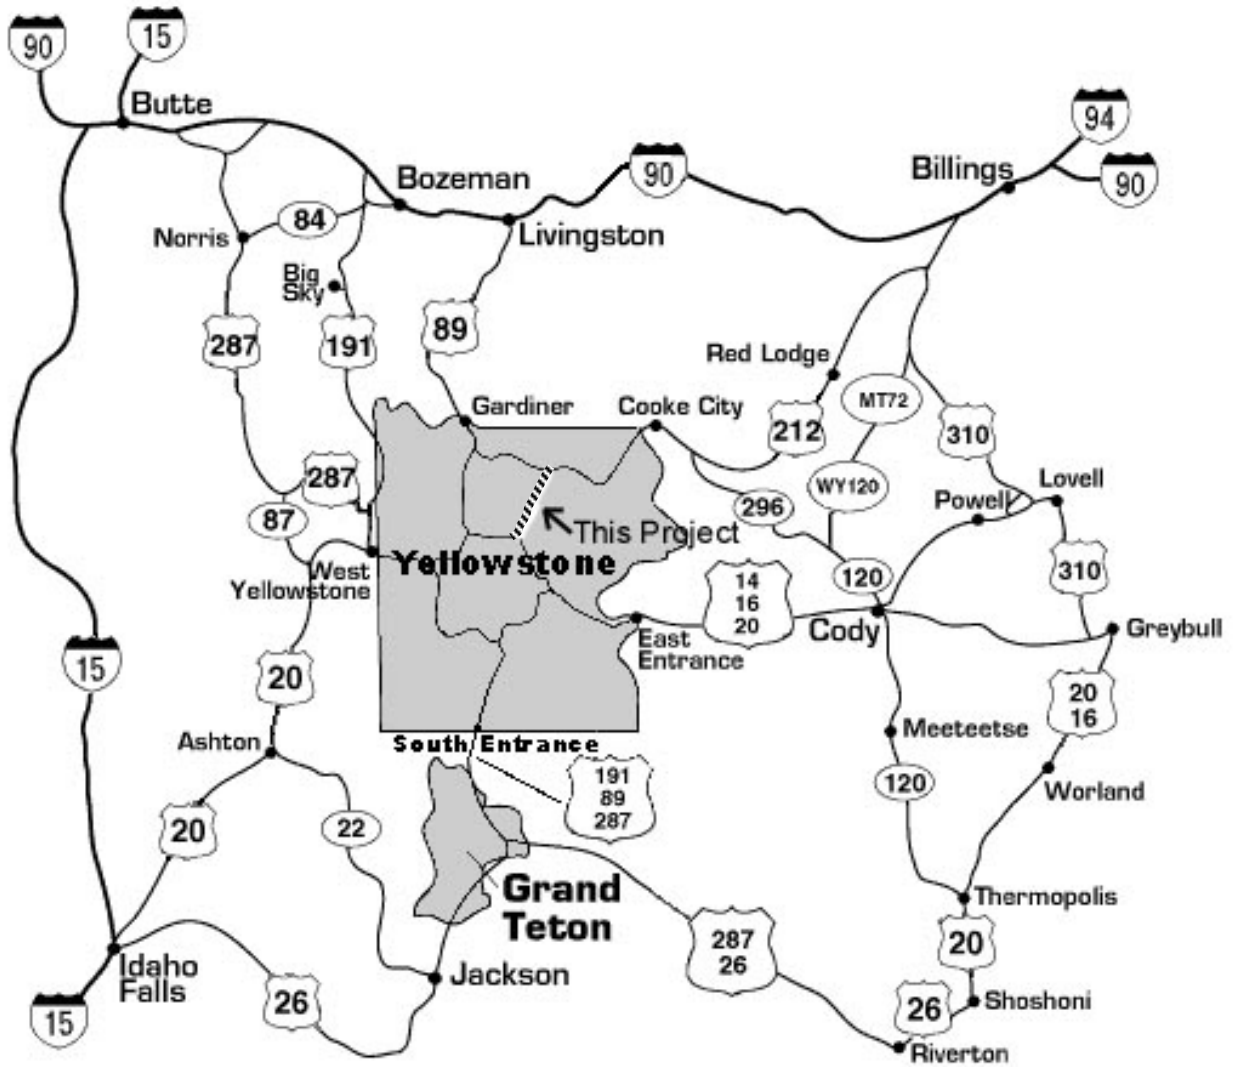 90
15
Butte
94
90
Billings
90
Bozeman
84
Norris
Livingston
Big
Sky
287
191
89
Red Lodge
MT72
Gardiner
Cooke City
212
310
287
WY120
Lovell
Powell
296
87
This Project
Yellowstone
West
Yellowstone
120
310
14
16
20
Cody
Greybull
East
Entrance
15
20
20
16
Ashton
South Entrance
Meeteetse
191
89
287
120
Worland
20
22
Grand
Teton
Thermopolis
287
26
20
Idaho
Falls
Jackson
26
15
Shoshoni
26
Riverton